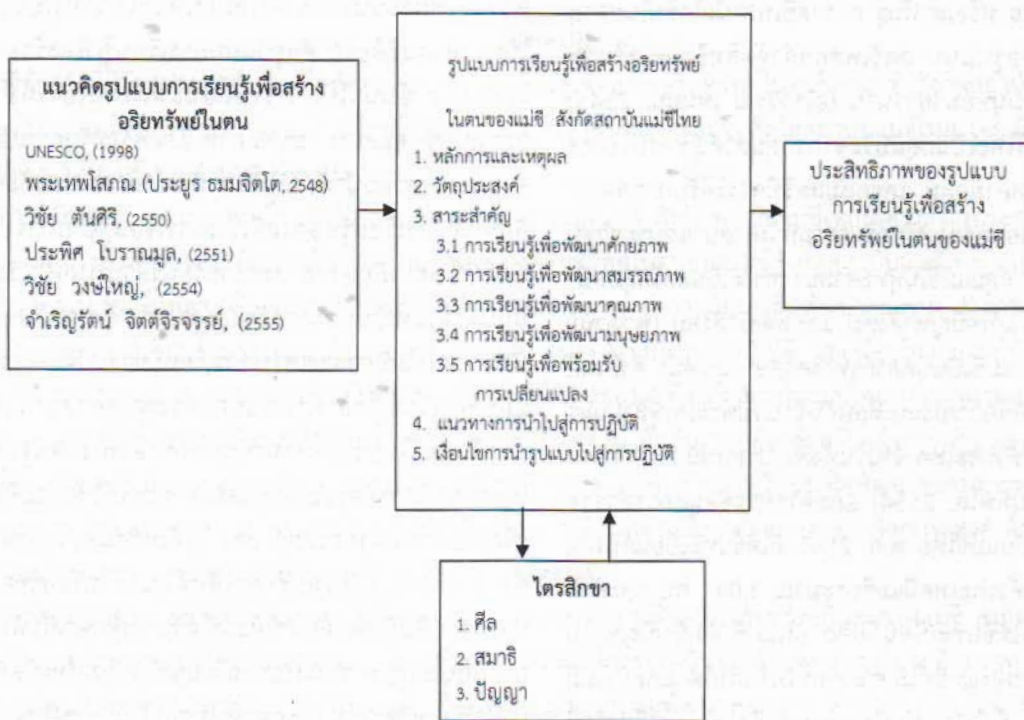 แนวคิดรูปแบบการเรียนรู้เพื่อสร้าง
อริยทรัพย์ในตน
UNESCO, (1998)
พระเทพโสภณ (ประยูร ธมมจิตโต, 2548)
วิชัย ตันศิริ, (2550)
ประพิศ โบราณมูล, (2551)
วิชัย วงษ์ใหญ่, (2554)
จำเริญรัตน์ จิตต์จิรจรรย์, (2555)
รูปแบบการเรียนรู้เพื่อสร้างอริยทรัพย์
ในตนของแม่ชี สังกัดสถาบันแม่ชีไทย
1. หลักการและเหตุผล
2. วัตถุประสงค์
3. สาระสำคัญ
3.1 การเรียนรู้เพื่อพัฒนาศักยภาพ
3.2 การเรียนรู้เพื่อพัฒนาสมรรถภาพ
3.3 การเรียนรู้เพื่อพัฒนาคุณภาพ
3.4 การเรียนรู้เพื่อพัฒนามนุษยภาพ
3.5 การเรียนรู้เพื่อพร้อมรับ
การเปลี่ยนแปลง
4. แนวทางการนำไปสู่การปฏิบัติ
5. เงื่อนไขการนำรูปแบบไปสู่การปฏิบัติ
ประสิทธิภาพของรูปแบบ
การเรียนรู้เพื่อสร้าง
อริยทรัพย์ในตนของแม่ชี
ไตรสิกขา
1. ศีล
2. สมาธิ
3. ปัญญา